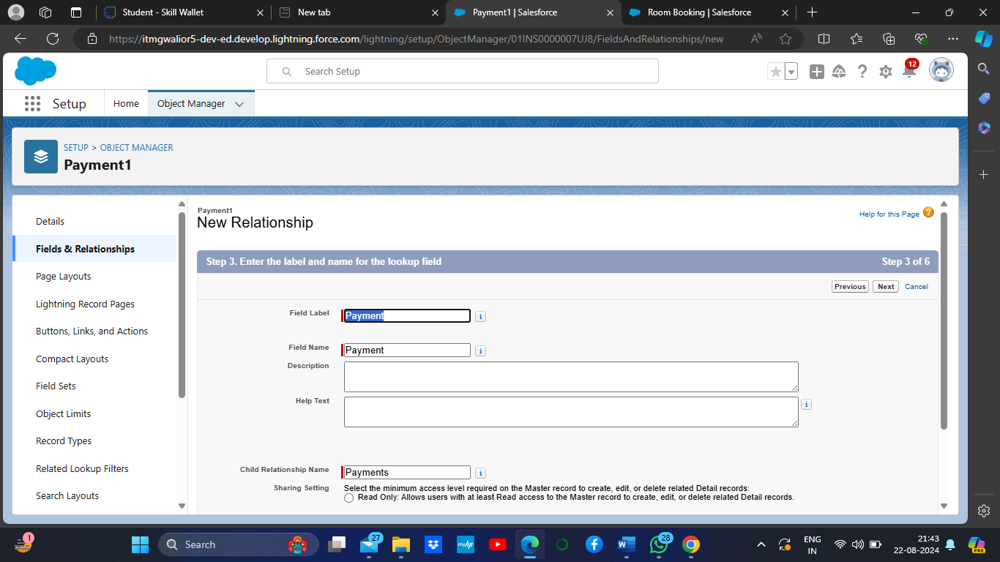 Student - Skill Wallet
New tab
Payment1 | Salesforce
Room Booking | Salesforce
https://itmgwalior5-dev-ed.develop.lightning.force.com/lightning/setup/ObjectManager/01INS0000007UJ8/FieldsAndRelationships/new
Search Setup
12
Setup
Home
Object Manager
SETUP > OBJECT MANAGER
Payment1
Details
Fields & Relationships
Page Layouts
Lightning Record Pages
Buttons, Links, and Actions
Compact Layouts
Field Sets
Object Limits
Record Types
Related Lookup Filters
Search Layouts
Payment1
New Relationship
Help for this Page
Step 3. Enter the label and name for the lookup field
Step 3 of 6
Previous
Next
Cancel
Field Label
Payment
Field Name
Payment
Description
Help Text
Child Relationship Name
Payments
Sharing Setting
Select the minimum access level required on the Master record to create, edit, or delete related Detail records:
Read Only: Allows users with at least Read access to the Master record to create, edit, or delete related Detail records.
1
Search
27
myhp
28
ENG
IN
21:43
22-08-2024
PRE